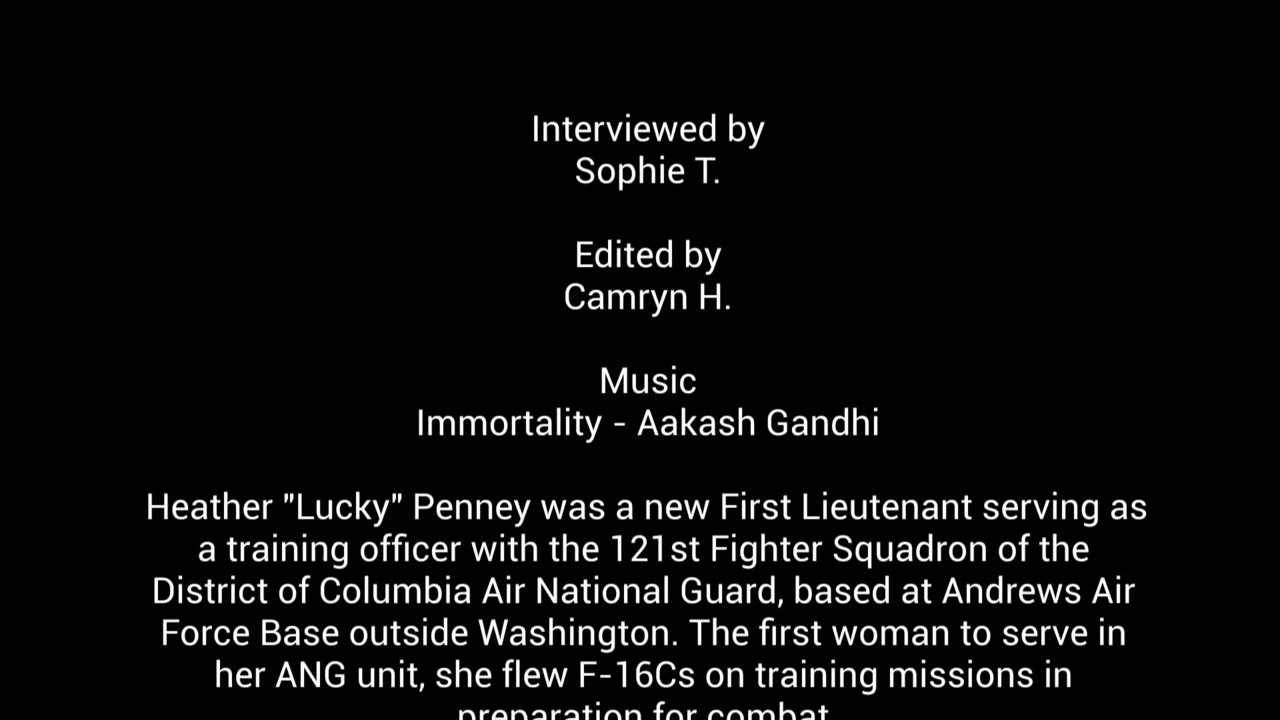 Interviewed by
Sophie T.
Edited by
Camryn H.
Music
Immortality - Aakash Gandhi
Heather "Lucky" Penney was a new First Lieutenant serving as
a training officer with the 121st Fighter Squadron of the
District of Columbia Air National Guard, based at Andrews Air
Force Base outside Washington. The first woman to serve in
her ANG unit, she flew F-16Cs on training missions in
preparation for combat